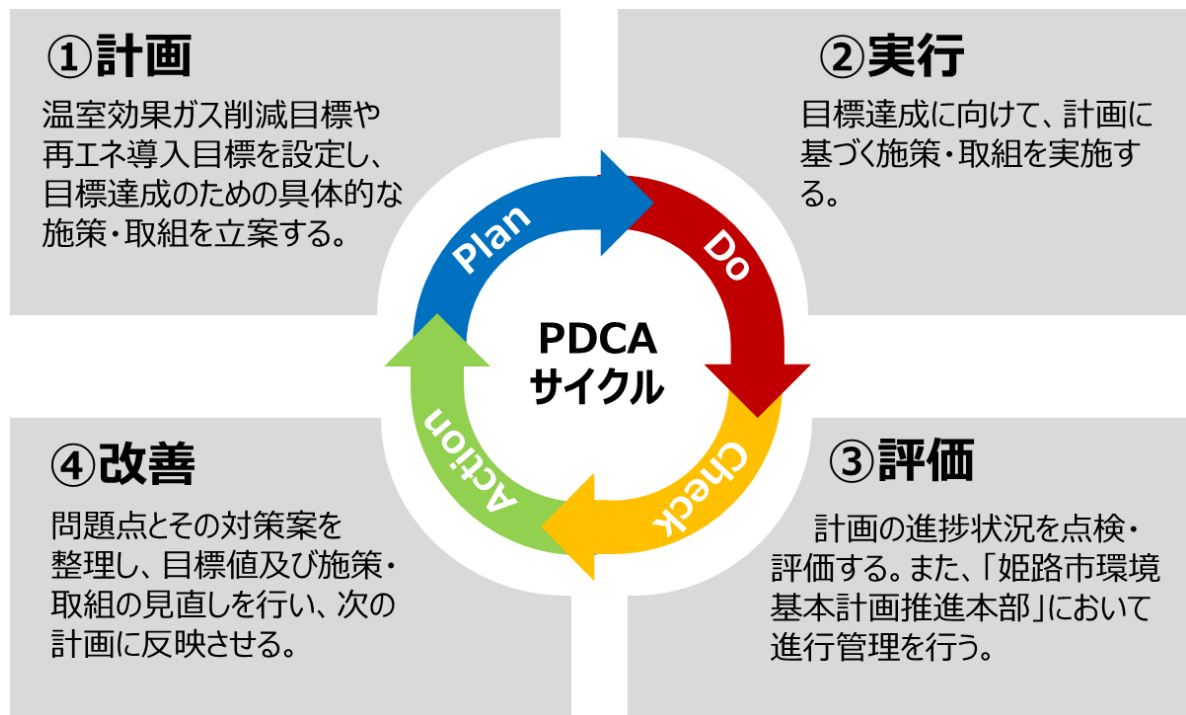 ①計画
温室効果ガス削減目標や
再エネ導入目標を設定し、
目標達成のための具体的な
施策・取組を立案する。
②実行
目標達成に向けて、計画に
基づく施策・取組を実施す
る。
Plan
Do
PDCA
サイクル
Check
Action
③評価
計画の進捗状況を点検・
評価する。また、「姫路市環境
基本計画推進本部」において
進行管理を行う。
④改善
問題点とその対策案を
整理し、目標値及び施策・
取組の見直しを行い、次の
計画に反映させる。